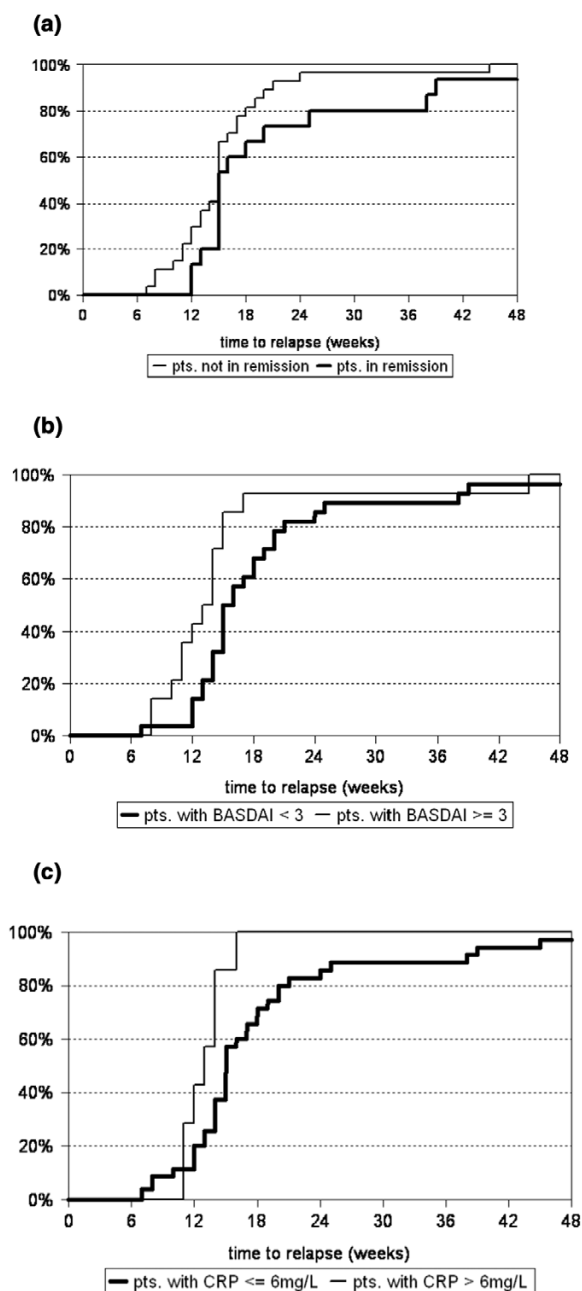 (a)
100%
80%
60%
40%
20%
0%
0 6 12 18 24 30 36 42 48
time to relapse (weeks)
pts. not in remission pts. in remission
(b)
100%
80%
60%
40%
20%
0%
0 6 12 18 24 30 36 42 48
time to relapse (weeks)
pts. with BASDAI < 3 pts. with BASDAI >= 3
(c)
100%
80%
60%
40%
20%
0%
0 6 12 18 24 30 36 42 48
time to relapse (weeks)
pts. with CRP <= 6mg/L pts. with CRP > 6mg/L